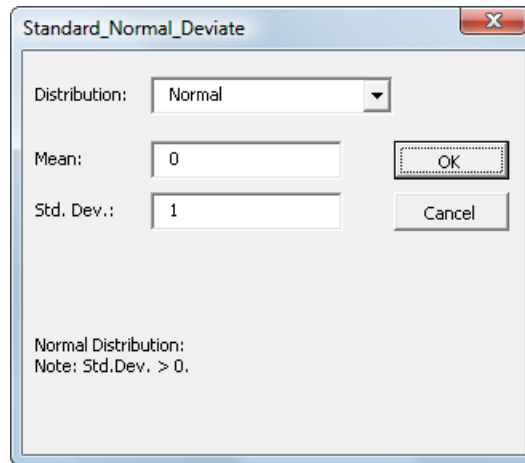 Standard_Normal_Deviate
Distribution: Normal
Mean: 0 OK
Std. Dev.: 1 Cancel
Normal Distribution:
Note: Std.Dev. > 0.